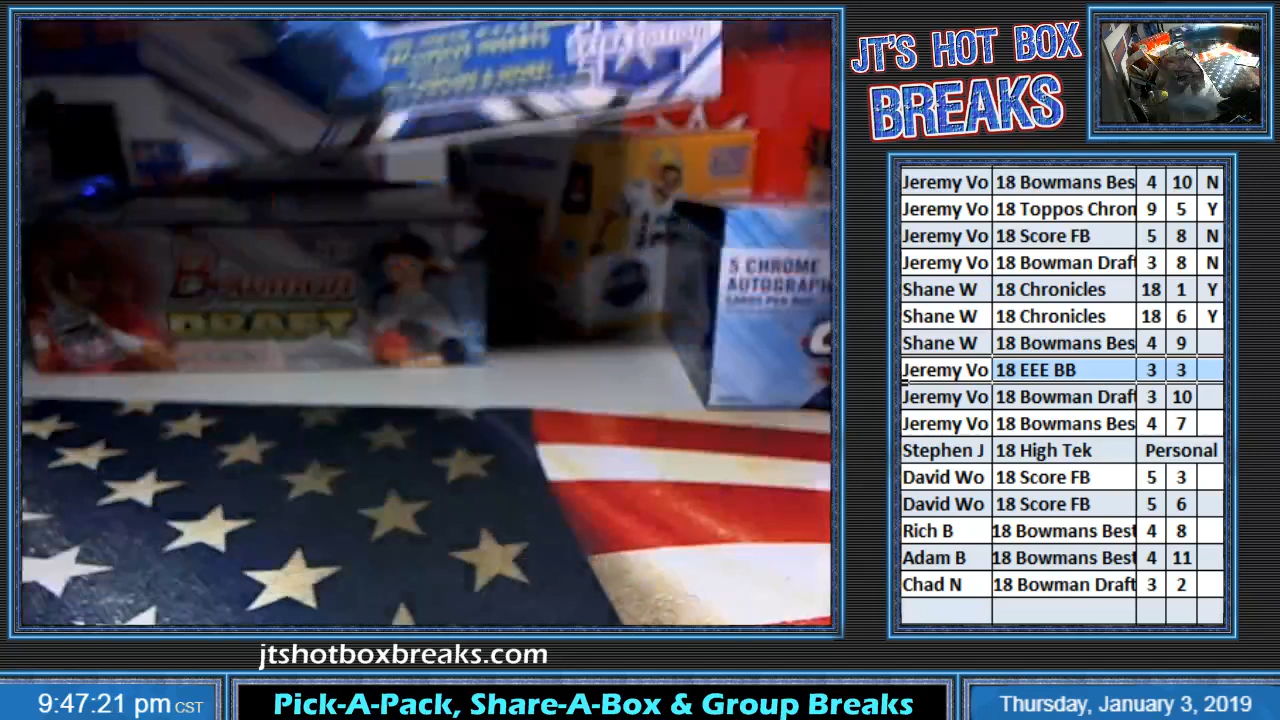 JT'S HOT BOX
BREAKS
5 CHROME
AUTOGRAPH
DRAFT
Jeremy Vo 18 Bowmans Bes 4 10 N
Jeremy Vo 18 Toppos Chron 9 5 Y
Jeremy Vo 18 Score FB 5 8 N
Jeremy Vo 18 Bowman Draft 3 8 N
Shane W 18 Chronicles 18 1 Y
Shane W 18 Chronicles 18 6 Y
Shane W 18 Bowmans Bes 4 9
Jeremy Vo 18 EEE BB 3 3
Jeremy Vo 18 Bowman Draft 3 10
Jeremy Vo 18 Bowmans Bes 4 7
Stephen J 18 High Tek Personal
David Wo 18 Score FB 5 3
David Wo 18 Score FB 5 6
Rich B 18 Bowmans Best 4 8
Adam B 18 Bowmans Best 4 11
Chad N 18 Bowman Draft 3 2
jtshotboxbreaks.com
9:47:21 pm CST
Pick-A-Pack, Share-A-Box & Group Breaks
Thursday, January 3, 2019